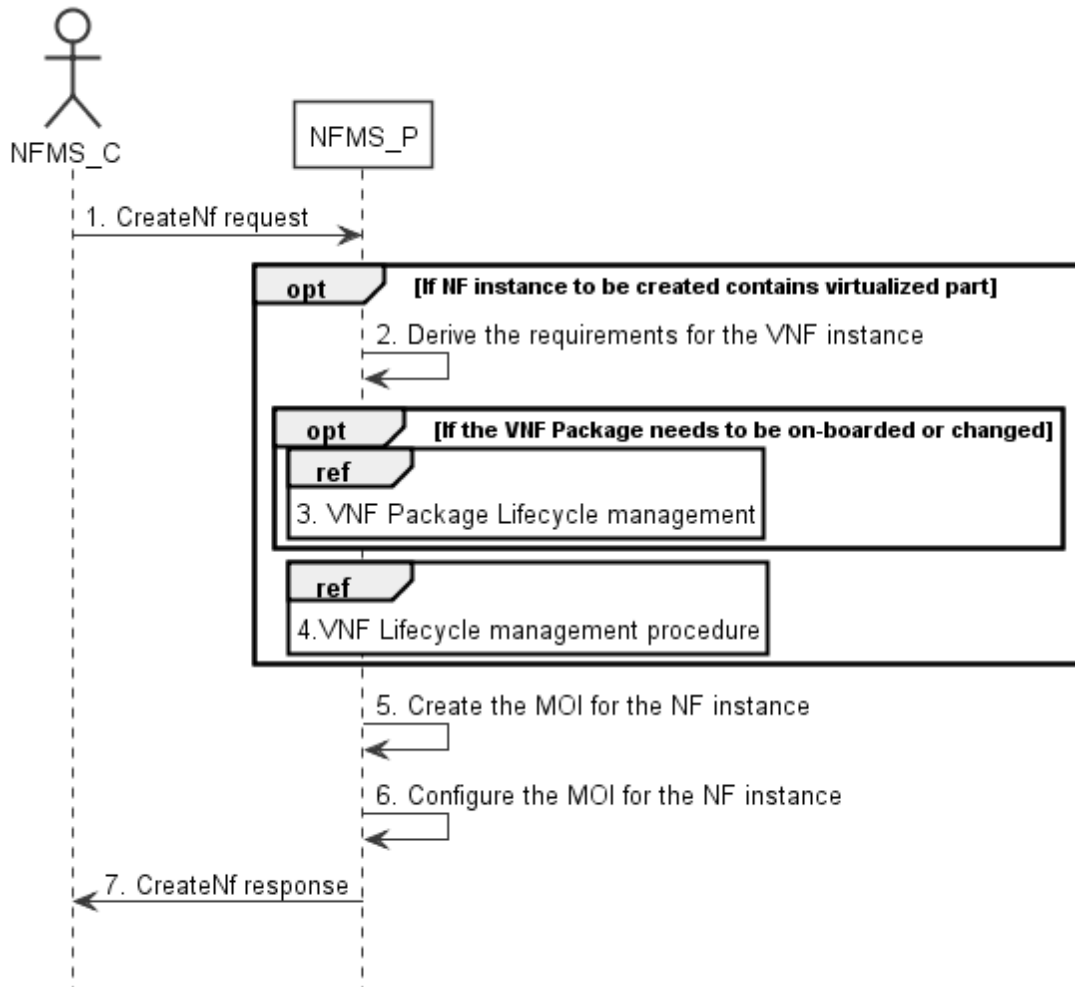 NFMS_C
NFMS_P
1. CreateNf request
opt
[If NF instance to be created contains virtualized part]
2. Derive the requirements for the VNF instance
opt
[If the VNF Package needs to be on-boarded or changed]
ref
3. VNF Package Lifecycle management
ref
4.VNF Lifecycle management procedure
5. Create the MOI for the NF instance
6. Configure the MOI for the NF instance
7. CreateNf response